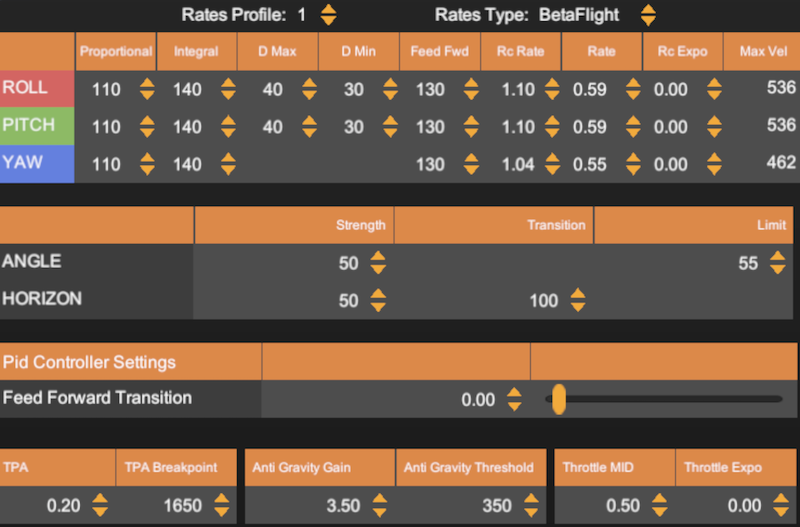 Rates Profile: 1 Rates Type: BetaFlight
Proportional Integral D Max D Min Feed Fwd Rc Rate Rate Rc Expo Max Vel
ROLL 110 140 40 30 130 1.10 0.59 0.00 536
PITCH 110 140 40 30 130 1.10 0.59 0.00 536
YAW 110 140 130 1.04 0.55 0.00 462
Strength Transition Limit
ANGLE 50 55
HORIZON 50 100
Pid Controller Settings
Feed Forward Transition 0.00
TPA TPA Breakpoint Anti Gravity Gain Anti Gravity Threshold Throttle MID Throttle Expo
0.20 1650 3.50 350 0.50 0.00